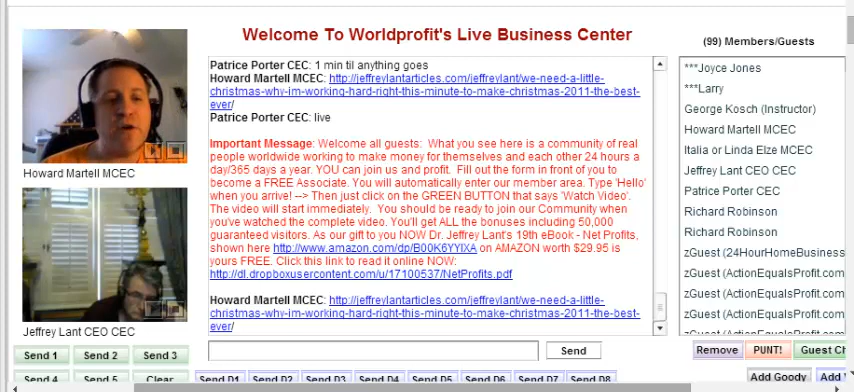 Welcome To Worldprofit's Live Business Center
(99) Members/Guests
Howard Martell MCEC
Jeffrey Lant CEO CEC
Patrice Porter CEC: 1 min til anything goes
Howard Martell MCEC: http://jeffreylantarticles.com/jeffreylant/we-need-a-little-
christmas-why-im-working-hard-right-this-minute-to-make-christmas-2011-the-best-
ever/
Patrice Porter CEC: live
Important Message: Welcome all guests: What you see here is a community of real
people worldwide working to make money for themselves and each other 24 hours a
day/365 days a year. YOU can join us and profit. Fill out the form in front of you to
become a FREE Associate. You will automatically enter our member area. Type 'Hello'
when you arrive! --> Then just click on the GREEN BUTTON that says 'Watch Video'.
The video will start immediately. You should be ready to join our Community when
you've watched the complete video. You'll get ALL the bonuses including 50,000
guaranteed visitors. As our gift to you NOW Dr. Jeffrey Lant's 19th eBook - Net Profits,
shown here http://www.amazon.com/dp/B00K6YYIXA on AMAZON worth $29.95 is
yours FREE. Click this link to read it online NOW:
http://dl.dropboxusercontent.com/u/17100537/NetProfits.pdf
Howard Martell MCEC: http://jeffreylantarticles.com/jeffreylant/we-need-a-little-
christmas-why-im-working-hard-right-this-minute-to-make-christmas-2011-the-best-
ever/
***Joyce Jones
***Larry
George Kosch (Instructor)
Howard Martell MCEC
Italia or Linda Elze MCEC
Jeffrey Lant CEO CEC
Patrice Porter CEC
Richard Robinson
Richard Robinson
zGuest (24HourHomeBusiness
zGuest (ActionEqualsProfit.com
zGuest (ActionEqualsProfit.com
zGuest (ActionEqualsProfit.com
zGuest (ActionEqualsProfit.com
Send 1 Send 2 Send 3
Send
Remove PUNT! Guest Ch
Send 4 Send 5 Clear
Send D1 Send D2 Send D3 Send D4 Send D5 Send D6 Send D7 Send D8
Add Goody Add